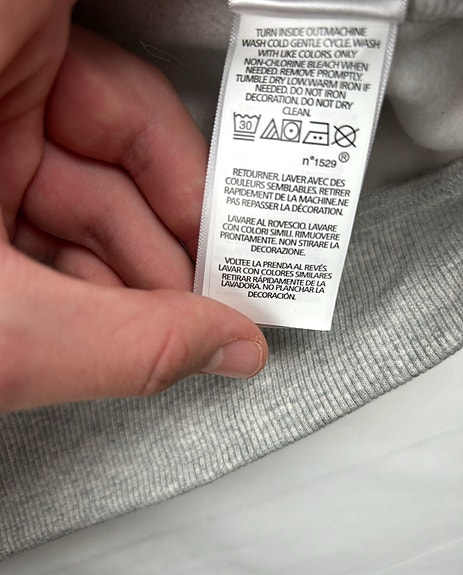 TURN INSIDE OUT.MACHINE
WASH COLD GENTLE CYCLE. WASH
WITH LIKE COLORS. ONLY
NON-CHLORINE BLEACH WHEN
NEEDED. REMOVE PROMPTLY.
TUMBLE DRY LOW.WARM IRON IF
NEEDED. DO NOT IRON
DECORATION. DO NOT DRY
CLEAN.
30
n°1529®
RETOURNER. LAVER AVEC DES
COULEURS SEMBLABLES. RETIRER
RAPIDEMENT DE LA MACHINE.NE
PAS REPASSER LA DÉCORATION.
LAVARE AL ROVESCIO. LAVARE
CON COLORI SIMILI. RIMUOVERE
PRONTAMENTE. NON STIRARE LA
DECORAZIONE.
VOLTEE LA PRENDA AL REVÉS.
LAVAR CON COLORES SIMILARES
RETIRAR RÁPIDAMENTE DE LA
LAVADORA. NO PLANCHAR LA
DECORACIÓN.